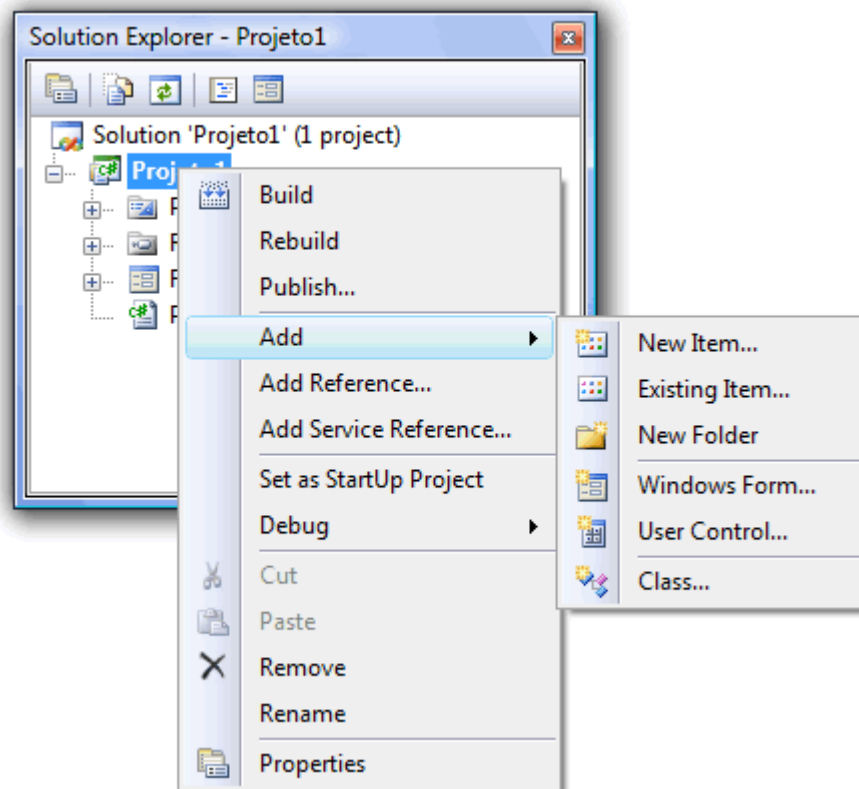 Solution Explorer - Projeto1
Solution 'Projeto1' (1 project)
Build
Rebuild
Publish...
Add
Add Reference...
Add Service Reference...
Set as StartUp Project
Debug
Cut
Paste
Remove
Rename
Properties
New Item...
Existing Item...
New Folder
Windows Form...
User Control...
Class...